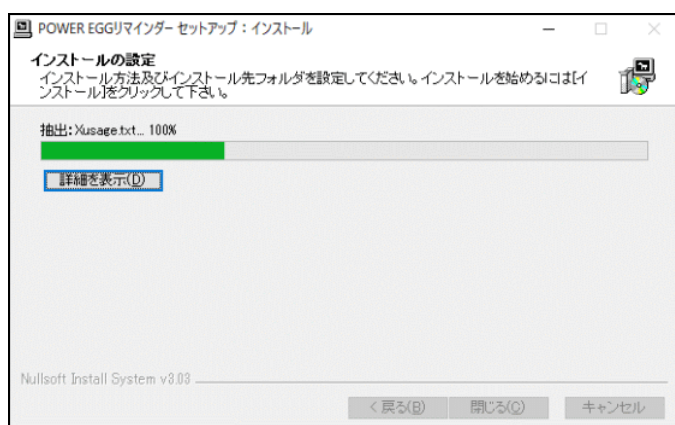 POWER EGGリマインダー セットアップ：インストール
インストールの設定
インストール方法及びインストール先フォルダを設定してください。インストールを始めるには[イ
ンストール]をクリックして下さい。
抽出: Xusage.txt... 100%
詳細を表示(D)
Nullsoft Install System v3.03
< 戻る(B)
閉じる(C)
キャンセル